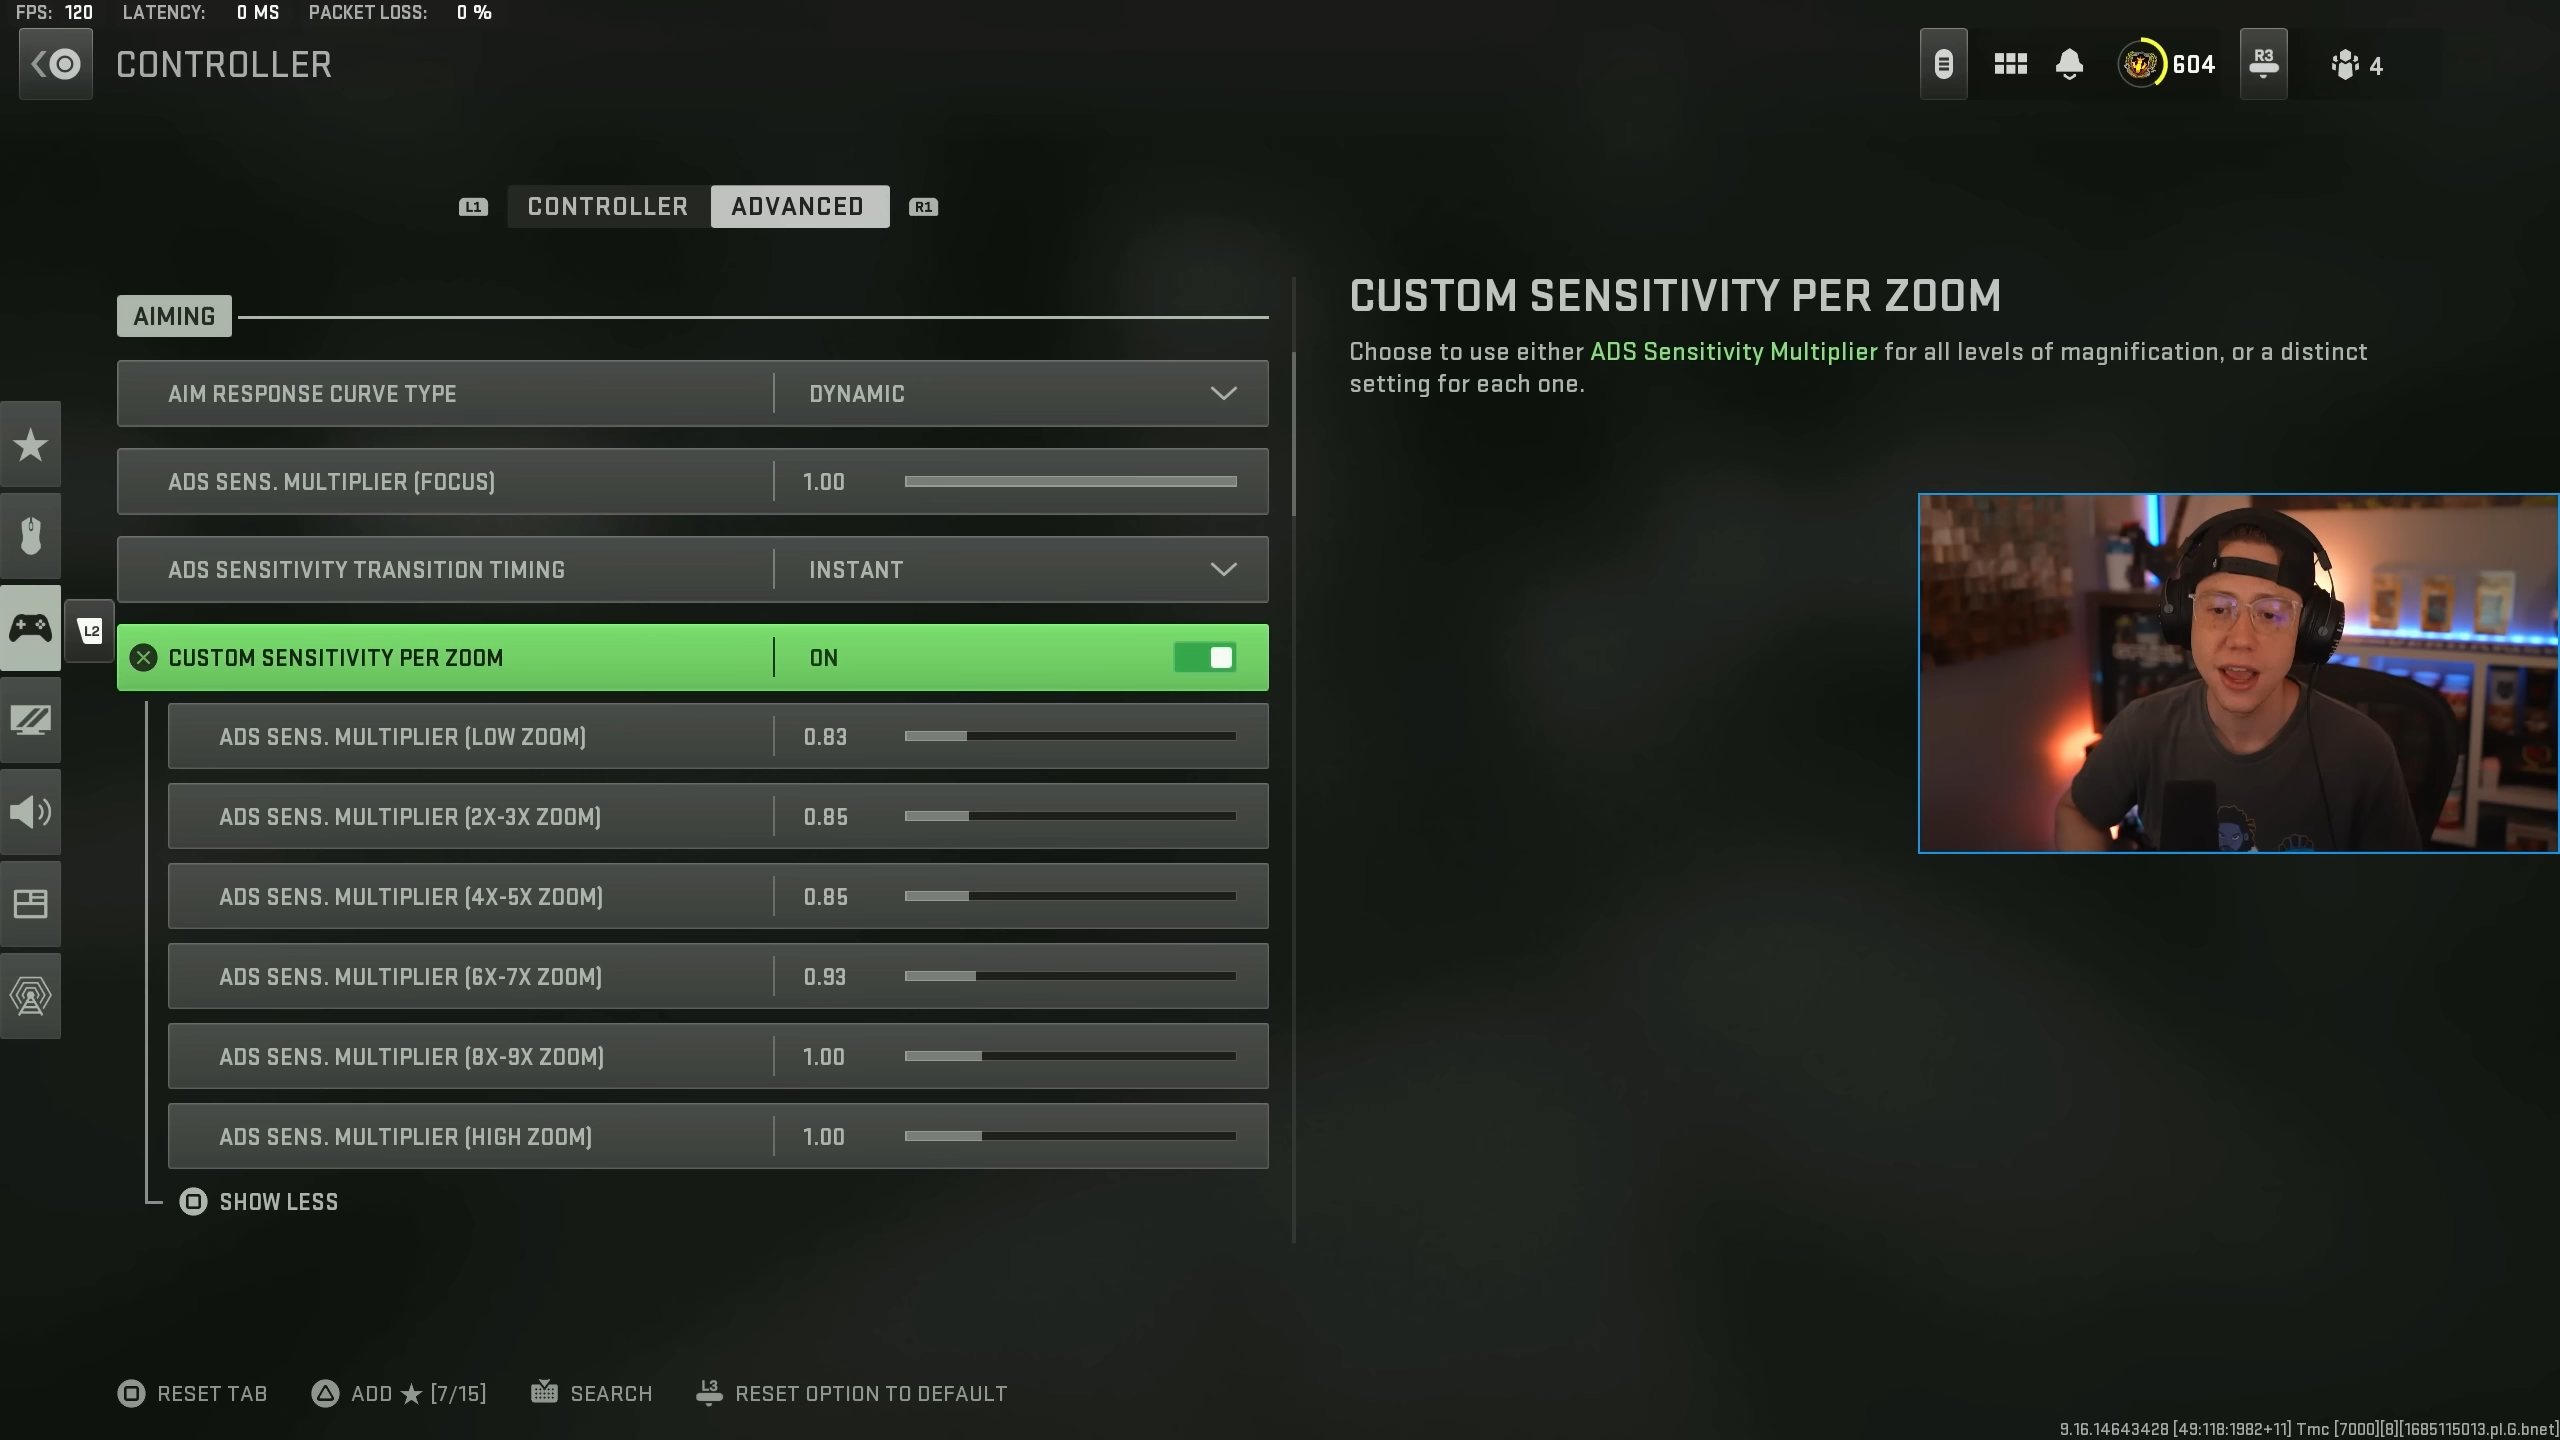 FPS: 120 LATENCY: 0 MS PACKET LOSS: 0 %
CONTROLLER
604
R3
4
L1 CONTROLLER ADVANCED R1
AIMING
AIM RESPONSE CURVE TYPE DYNAMIC
ADS SENS. MULTIPLIER (FOCUS) 1.00
ADS SENSITIVITY TRANSITION TIMING INSTANT
L2
CUSTOM SENSITIVITY PER ZOOM ON
ADS SENS. MULTIPLIER (LOW ZOOM) 0.83
ADS SENS. MULTIPLIER (2X-3X ZOOM) 0.85
ADS SENS. MULTIPLIER (4X-5X ZOOM) 0.85
ADS SENS. MULTIPLIER (6X-7X ZOOM) 0.93
ADS SENS. MULTIPLIER (8X-9X ZOOM) 1.00
ADS SENS. MULTIPLIER (HIGH ZOOM) 1.00
SHOW LESS
CUSTOM SENSITIVITY PER ZOOM
Choose to use either ADS Sensitivity Multiplier for all levels of magnification, or a distinct
setting for each one.
RESET TAB ADD ★ [7/15] SEARCH L3 RESET OPTION TO DEFAULT
9.16.14643428 [49:118:1982+11] Tmc [7000][8][1685115013.pl.G.bnet]